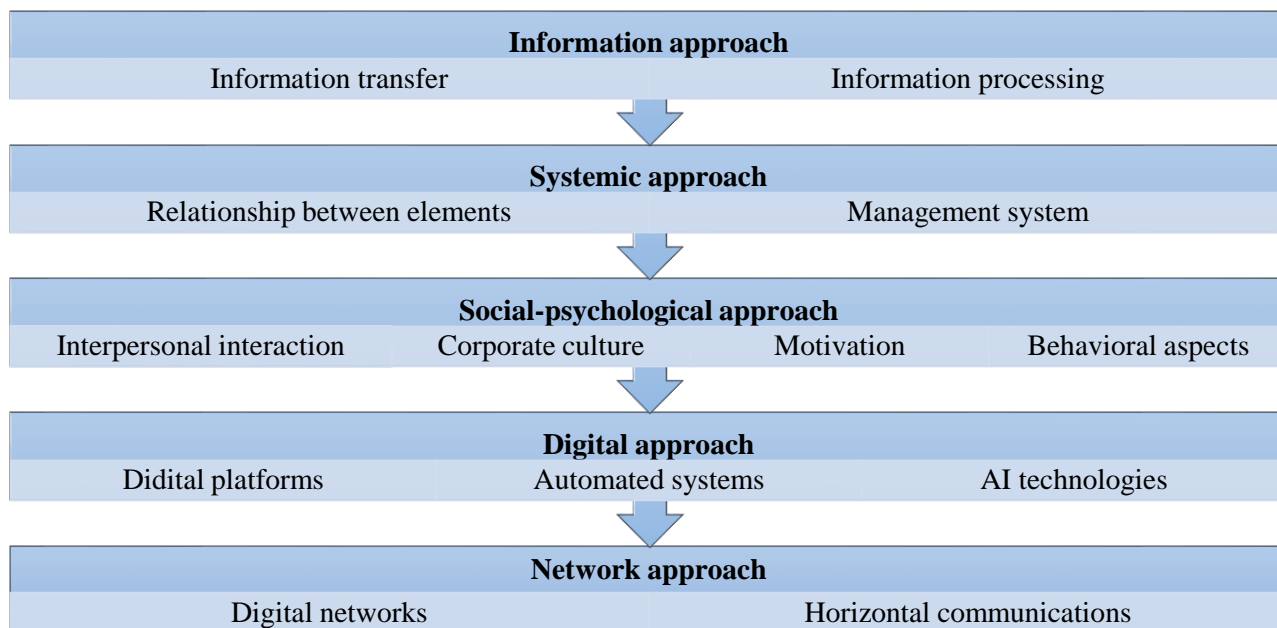 Information approach
Information transfer Information processing
Systemic approach
Relationship between elements Management system
Social-psychological approach
Interpersonal interaction Corporate culture Motivation Behavioral aspects
Digital approach
Didital platforms Automated systems AI technologies
Network approach
Digital networks Horizontal communications